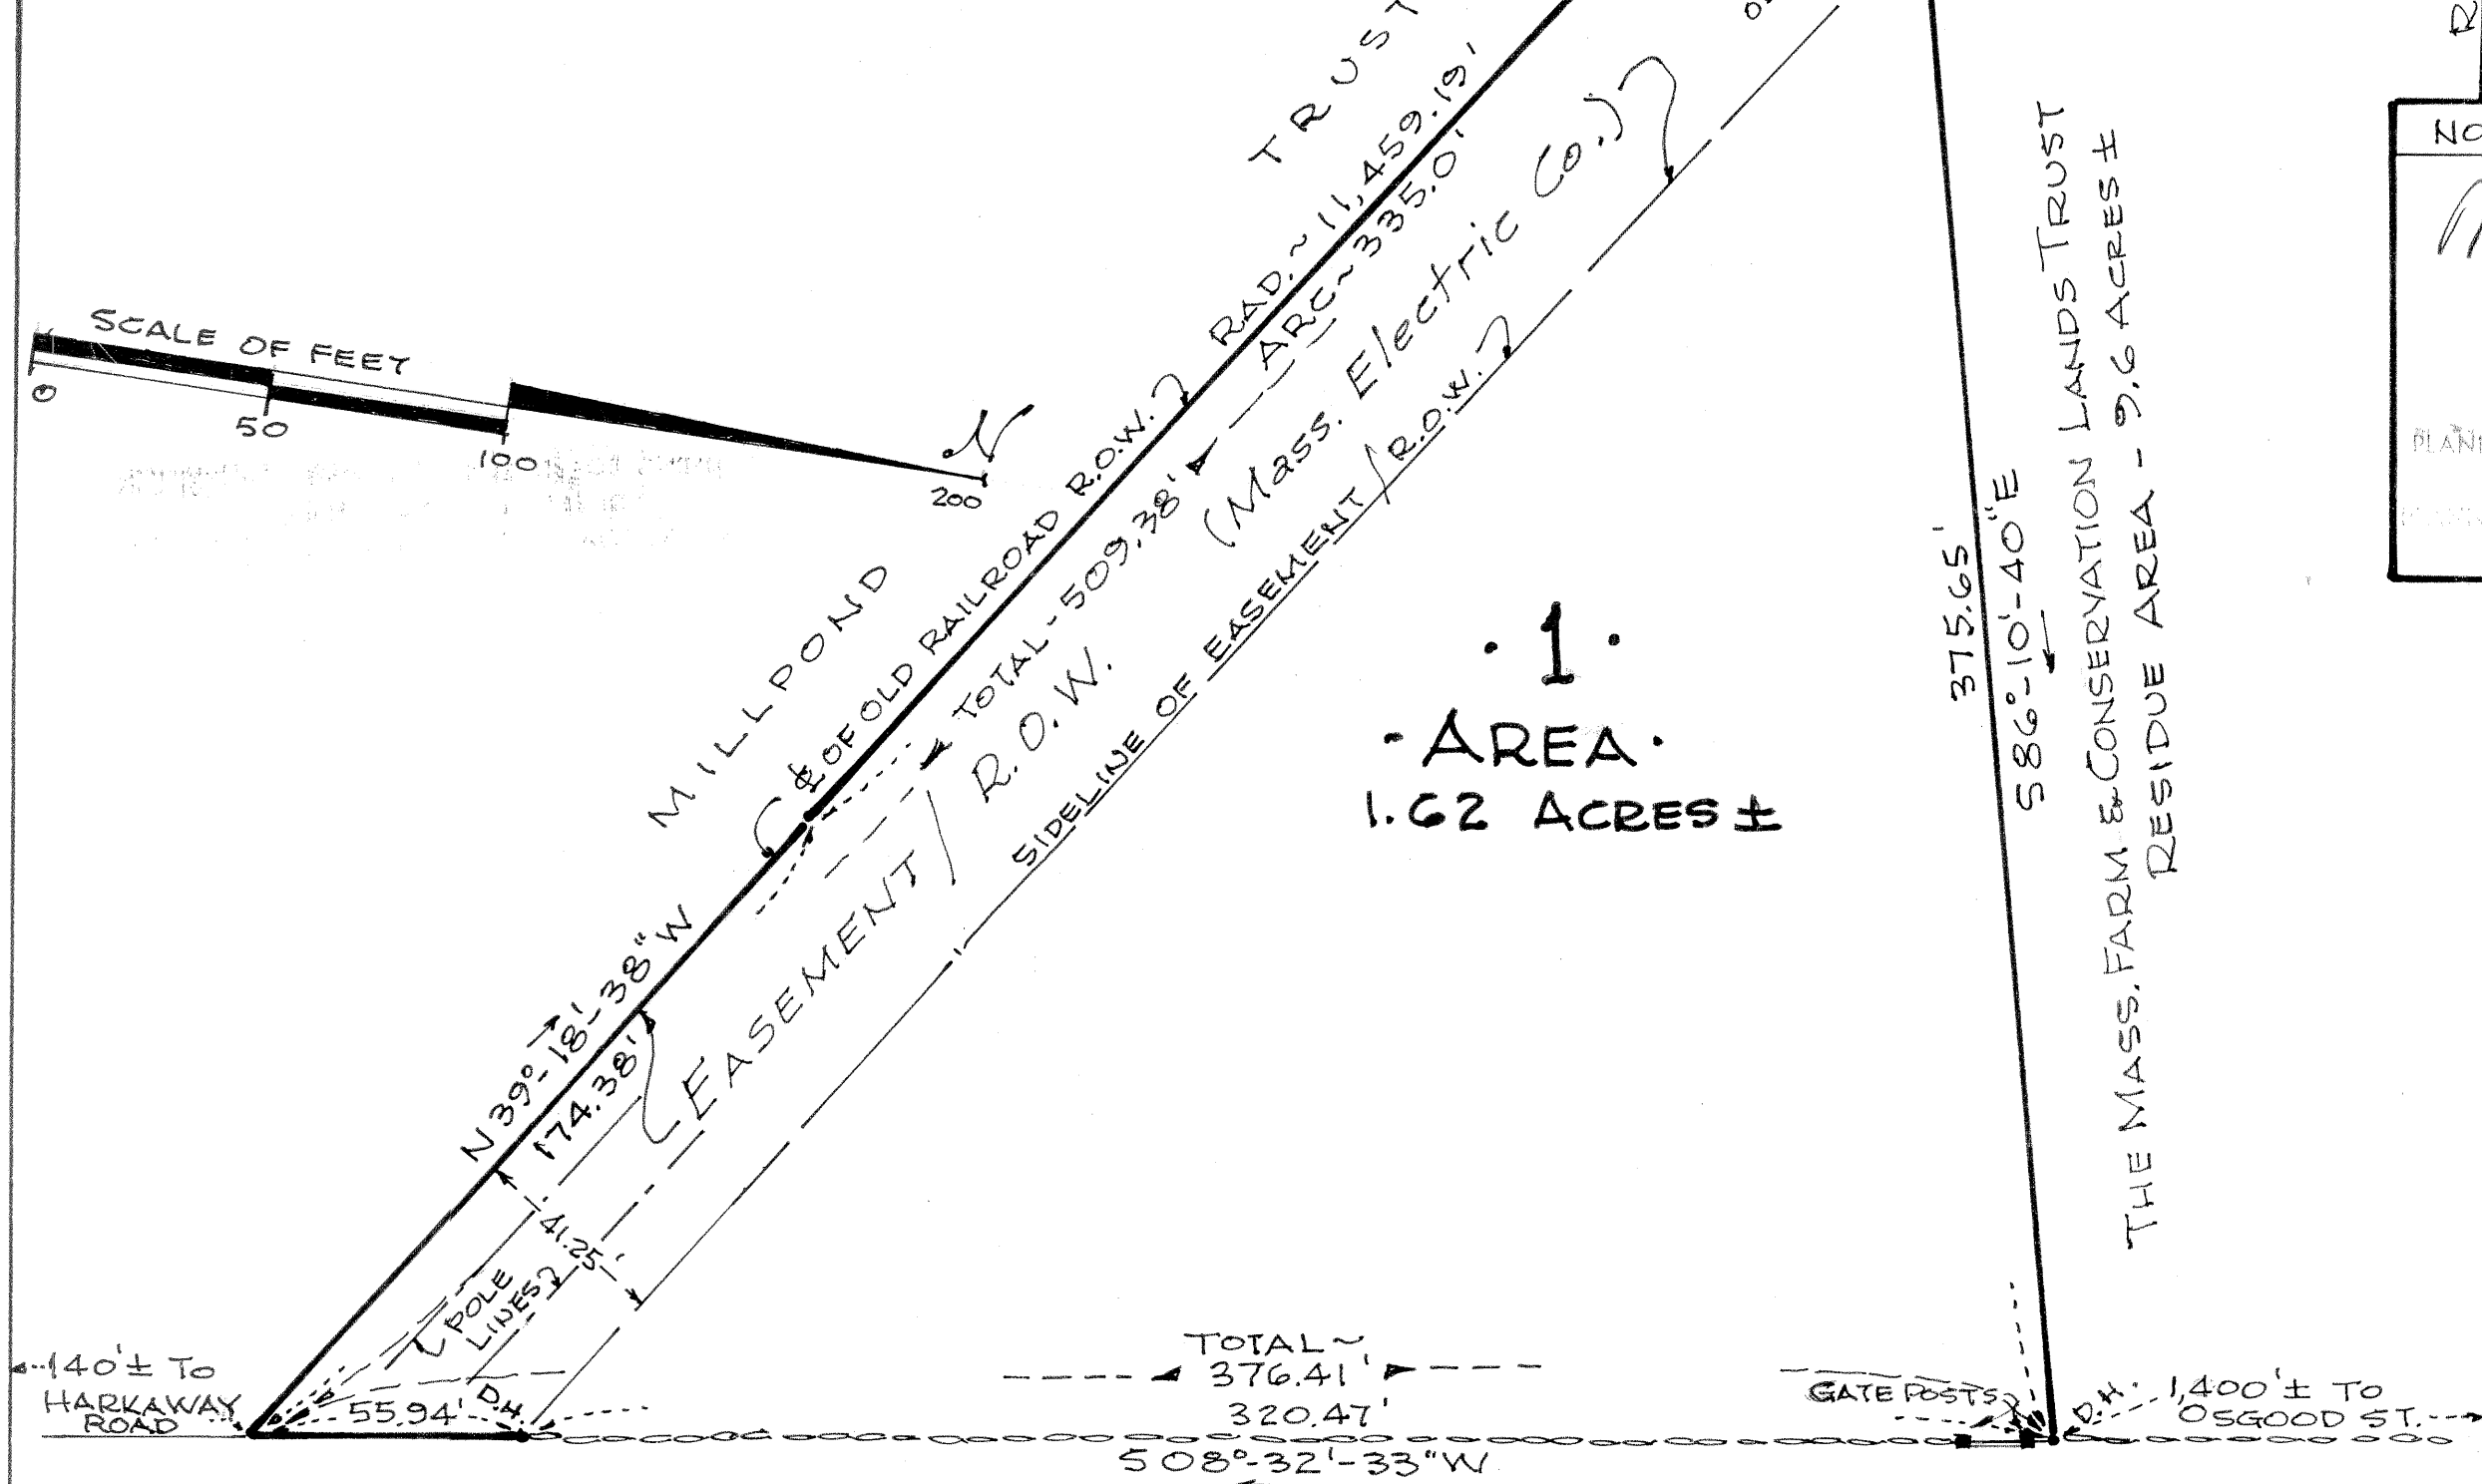 TRUST
RAD. ~ 11,459.19'
ARC ~ 335.0'
(Mass. Electric Co.)
SCALE OF FEET
0
50
100
200
N
℄ OF OLD RAILROAD R.O.W.
TOTAL - 509.38'
MILLPOND
EASEMENT / R.O.W.
SIDELINE OF EASEMENT / R.O.W.
· 1 ·
· AREA ·
1.62 ACRES ±
375.65'
S 86°-10'-40"E
THE MASS. FARM & CONSERVATION LANDS TRUST
RESIDUE AREA - 9.6 ACRES ±
NO
N 39°-18'-38"W
174.38'
41.25'
POLE
LINES
140'± TO
HARKAWAY
ROAD
55.94'
D.H.
TOTAL ~
376.41'
320.47'
S 08°-32'-33"W
GATE POSTS
D.H.
1,400'± TO
OSGOOD ST.